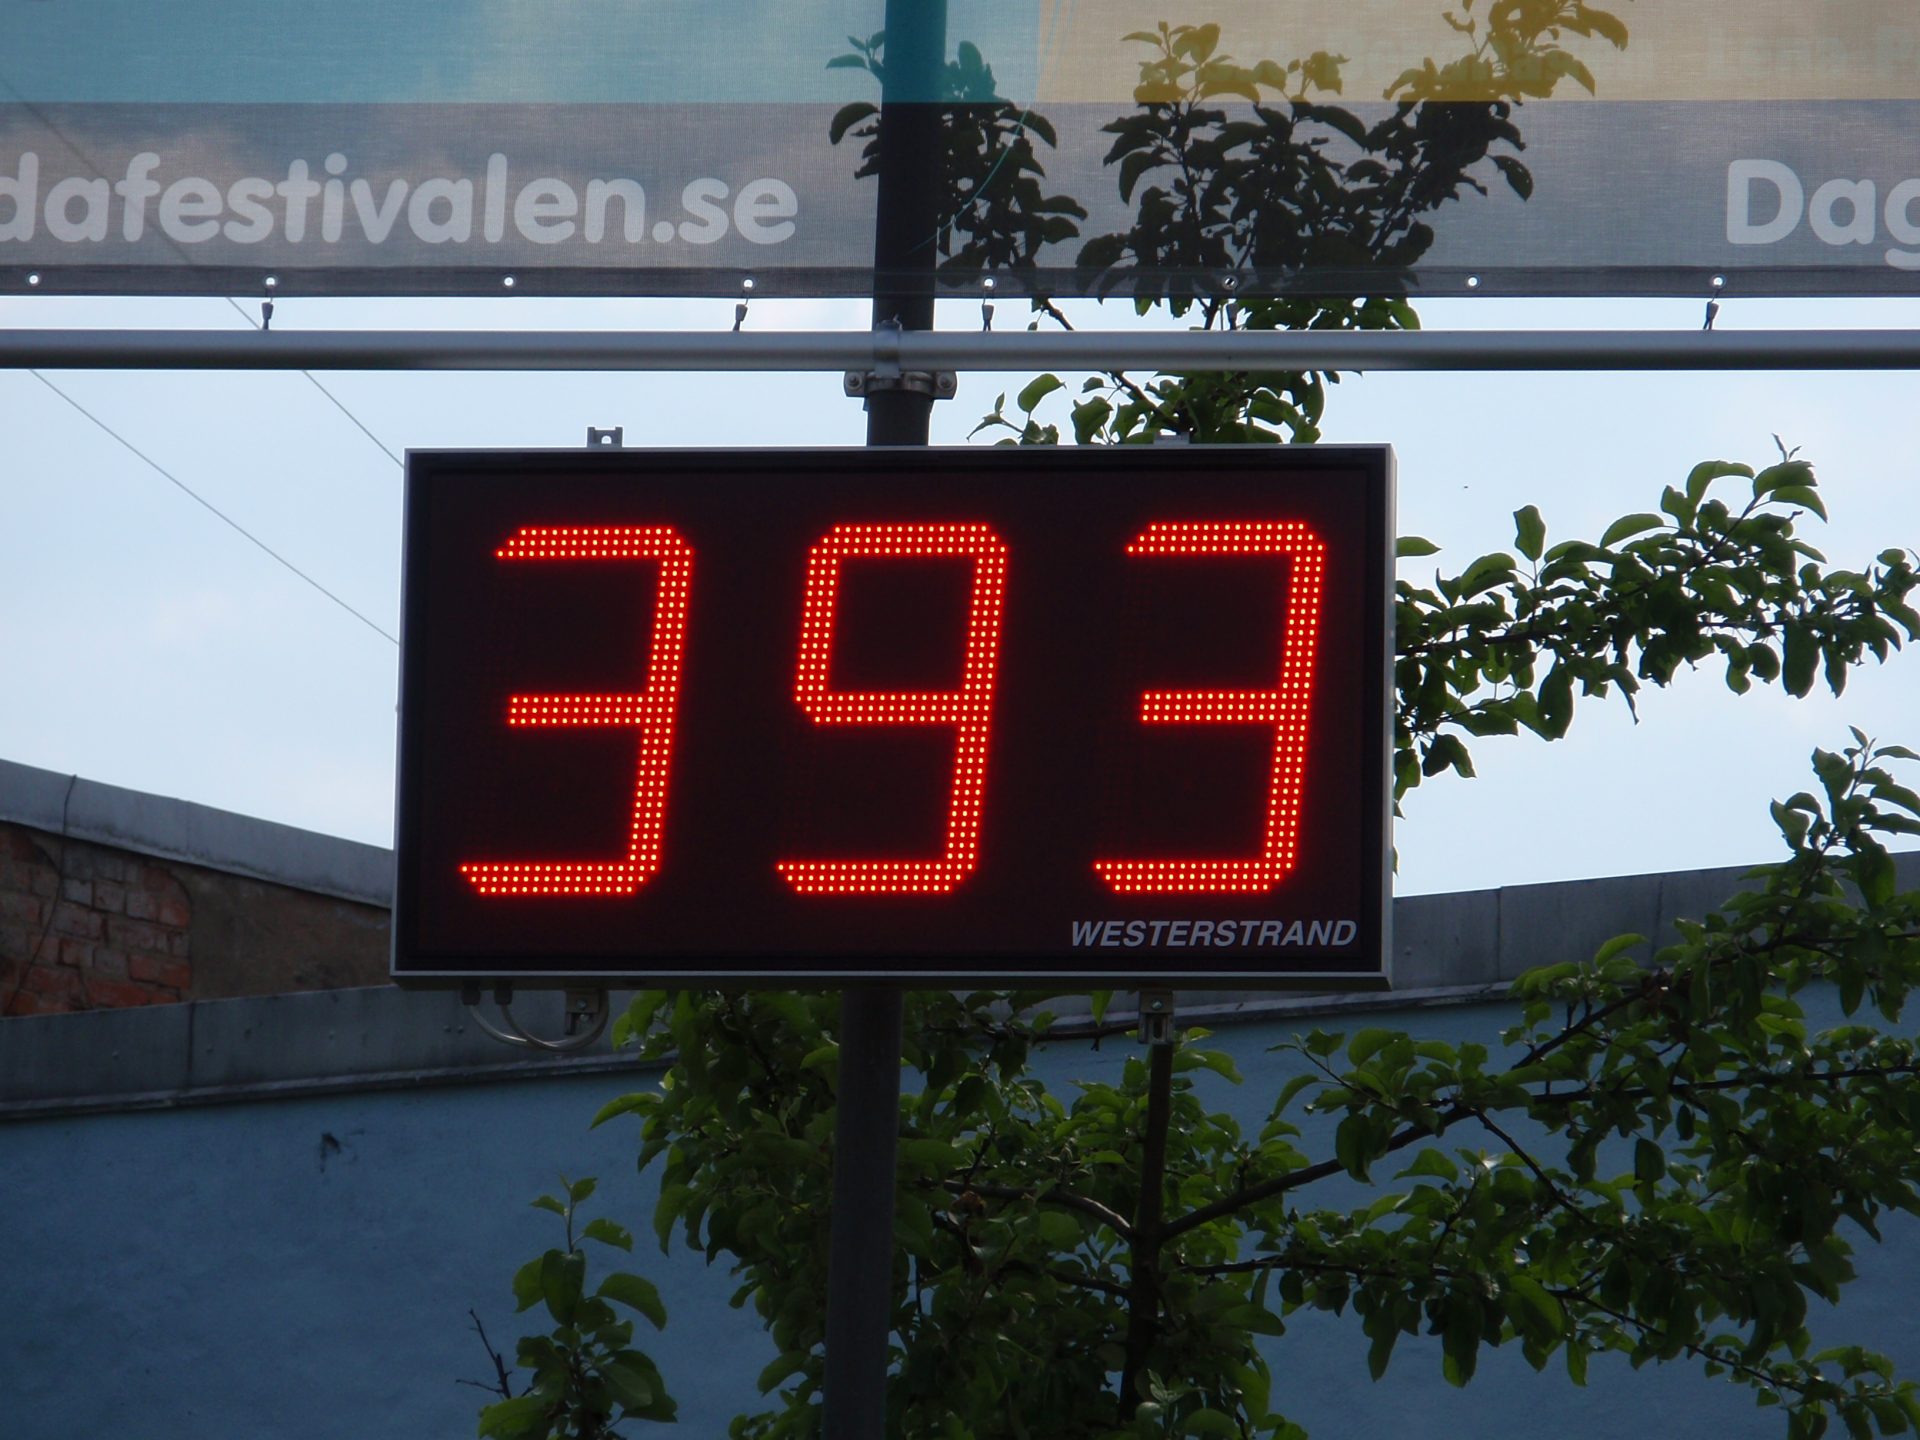 dafestivalen.se Dag
393
WESTERSTRAND